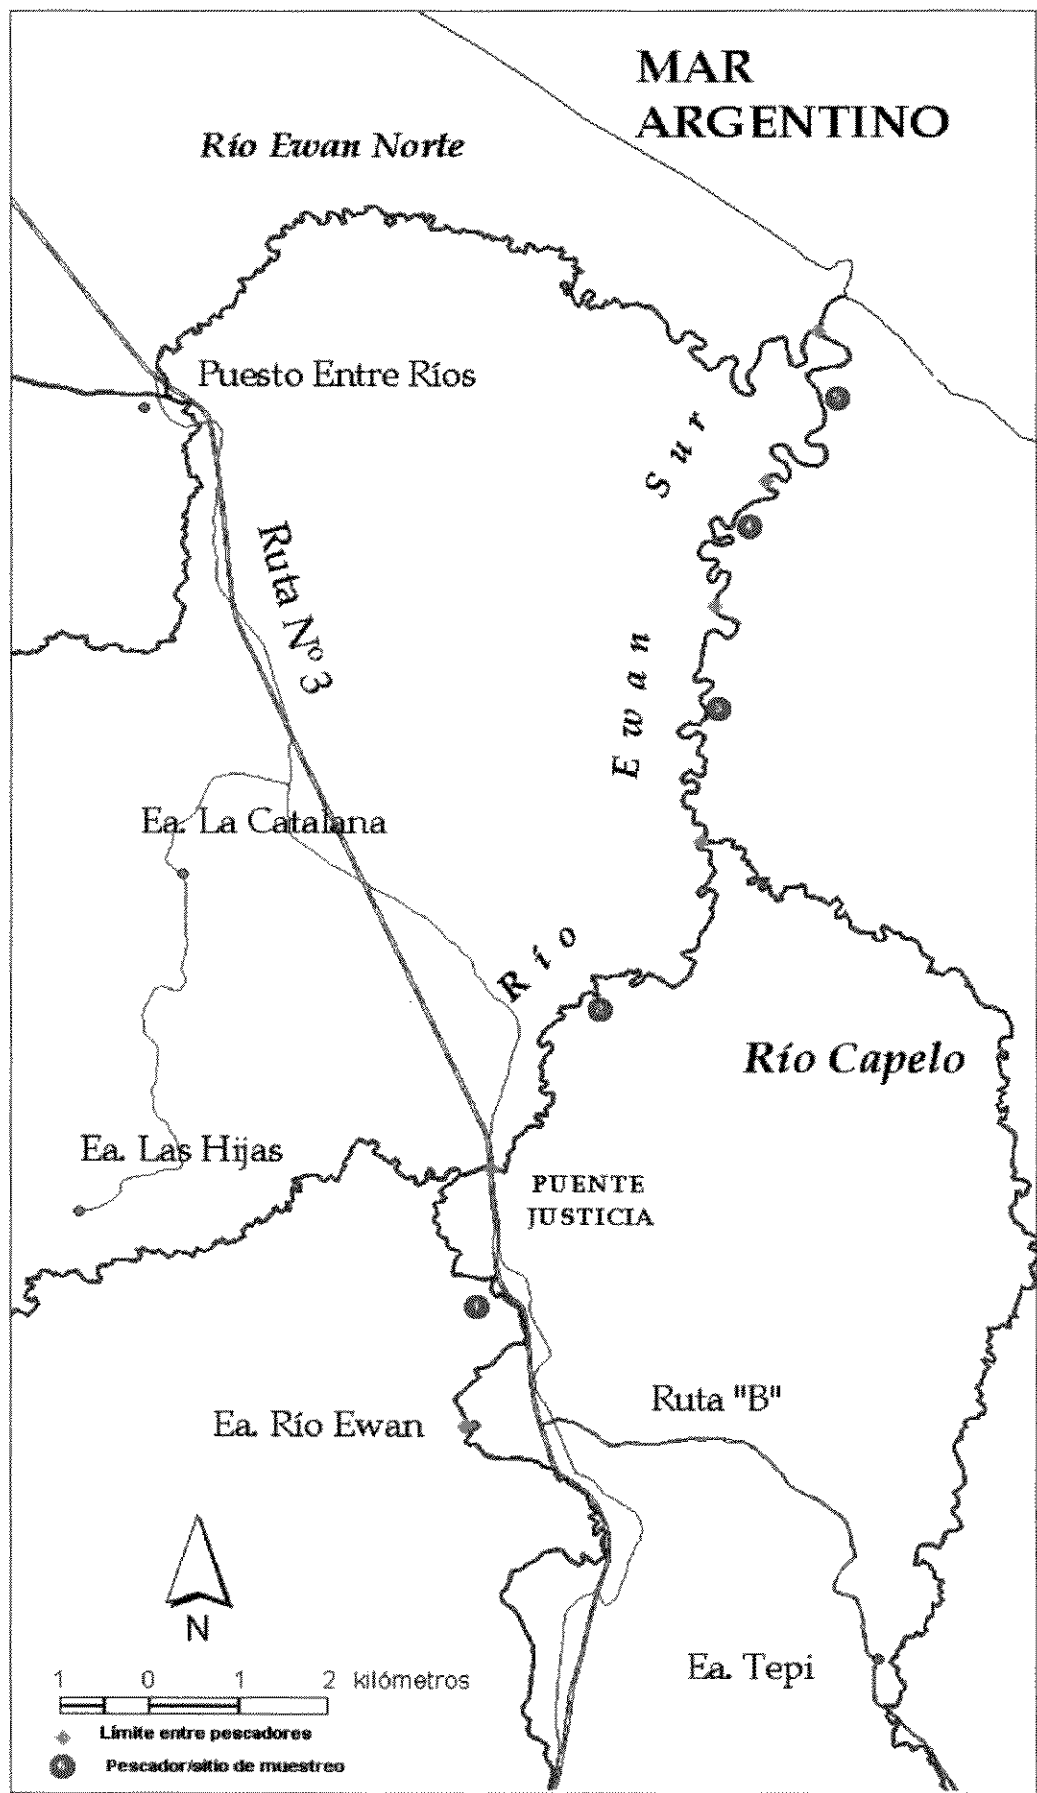 MAR
ARGENTINO
Río Ewan Norte
Puesto Entre Ríos
Ruta Nº 3
Río Ewan Sur
Ea. La Catalana
Río Capelo
Ea. Las Hijas
PUENTE
JUSTICIA
Ruta "B"
Ea. Río Ewan
N
Ea. Tepi
1 0 1 2 kilómetros
Límite entre pescadores
Pescador/sitio de muestreo